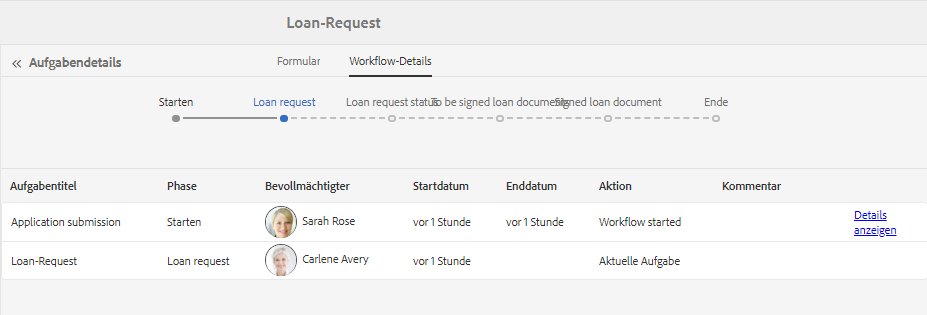 Loan-Request
« Aufgabendetails Formular Workflow-Details
Starten Loan request Loan request status To be signed loan documents Signed loan document Ende
Aufgabentitel Phase Bevollmächtigter Startdatum Enddatum Aktion Kommentar
Application submission Starten Sarah Rose vor 1 Stunde vor 1 Stunde Workflow started Details
anzeigen
Loan-Request Loan request Carlene Avery vor 1 Stunde Aktuelle Aufgabe